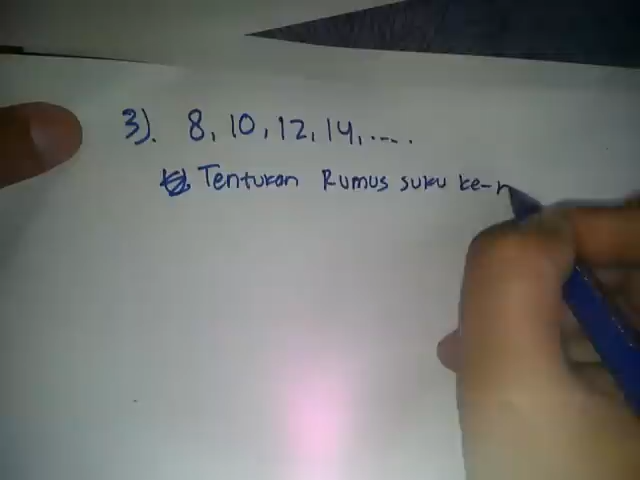 3). 8, 10, 12, 14, ....
Tentukan Rumus suku ke-n